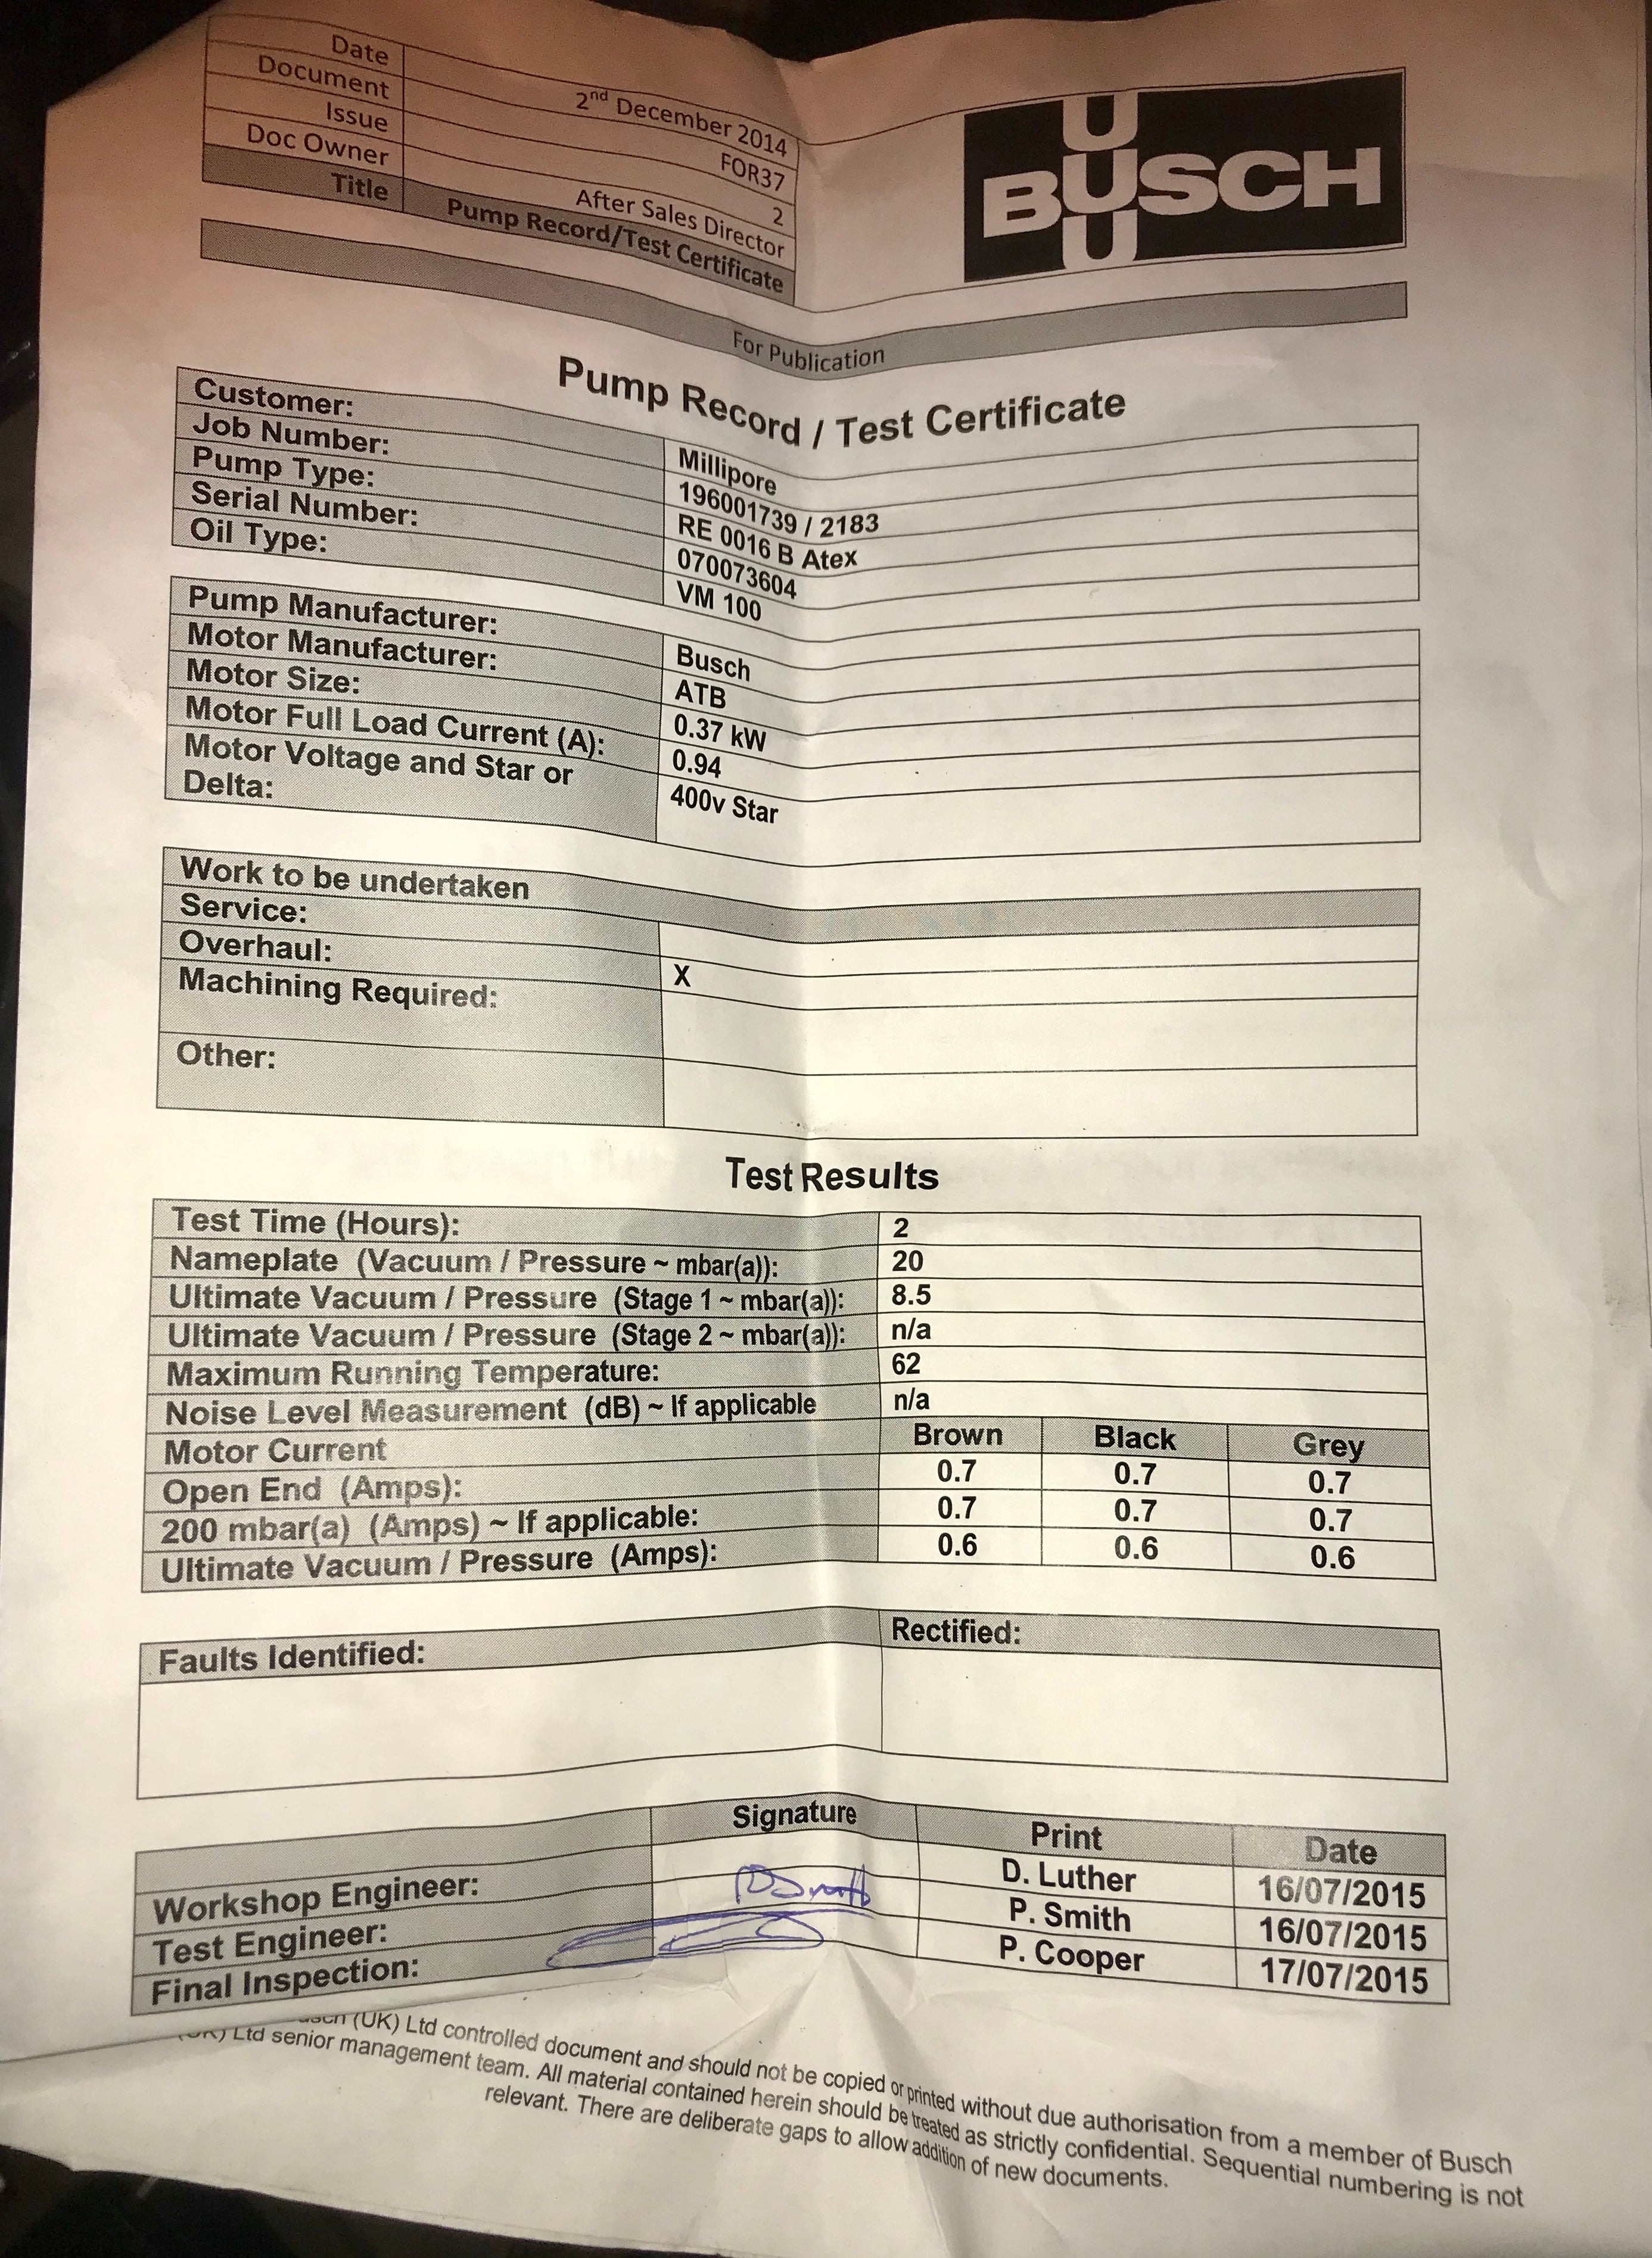 Date 2nd December 2014
Document FOR37
Issue 2
Doc Owner After Sales Director
Title Pump Record/Test Certificate
BUSCH
For Publication
Pump Record / Test Certificate
Customer: Millipore
Job Number: 196001739 / 2183
Pump Type: RE 0016 B Atex
Serial Number: 070073604
Oil Type: VM 100
Pump Manufacturer: Busch
Motor Manufacturer: ATB
Motor Size: 0.37 kW
Motor Full Load Current (A): 0.94
Motor Voltage and Star or Delta: 400v Star
Work to be undertaken
Service:
Overhaul: X
Machining Required:
Other:
Test Results
Test Time (Hours): 2
Nameplate (Vacuum / Pressure ~ mbar(a)): 20
Ultimate Vacuum / Pressure (Stage 1 ~ mbar(a)): 8.5
Ultimate Vacuum / Pressure (Stage 2 ~ mbar(a)): n/a
Maximum Running Temperature: 62
Noise Level Measurement (dB) ~ If applicable n/a
Motor Current Brown Black Grey
Open End (Amps): 0.7 0.7 0.7
200 mbar(a) (Amps) ~ If applicable: 0.7 0.7 0.7
Ultimate Vacuum / Pressure (Amps): 0.6 0.6 0.6
Faults Identified: Rectified:
Signature Print Date
Workshop Engineer: D. Luther 16/07/2015
Test Engineer: P. Smith 16/07/2015
Final Inspection: P. Cooper 17/07/2015
(UK) Ltd controlled document and should not be copied or printed without due authorisation from a member of Busch
Ltd senior management team. All material contained herein should be treated as strictly confidential. Sequential numbering is not
relevant. There are deliberate gaps to allow addition of new documents.